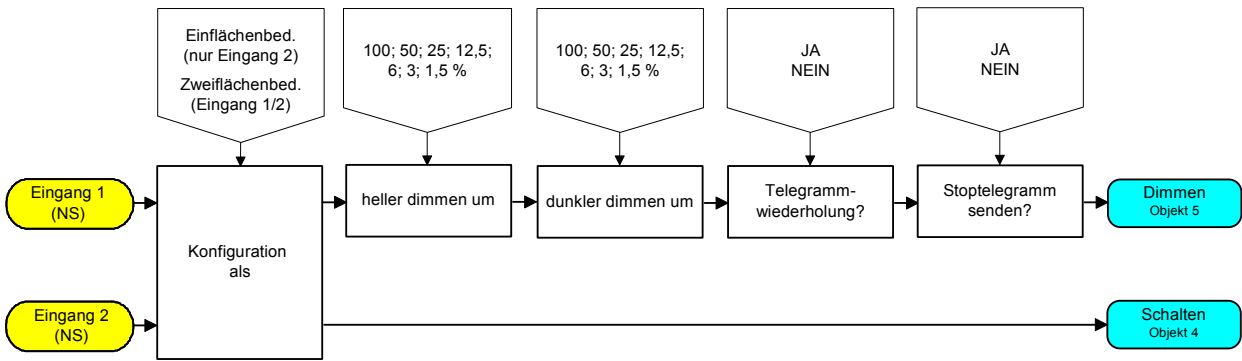 Einflächenbed.
(nur Eingang 2)
Zweiflächenbed.
(Eingang 1/2)
100; 50; 25; 12,5;
6; 3; 1,5 %
100; 50; 25; 12,5;
6; 3; 1,5 %
JA
NEIN
JA
NEIN
Eingang 1
(NS)
Konfiguration
als
heller dimmen um
dunkler dimmen um
Telegramm-
wiederholung?
Stoptelegramm
senden?
Dimmen
Objekt 5
Eingang 2
(NS)
Schalten
Objekt 4